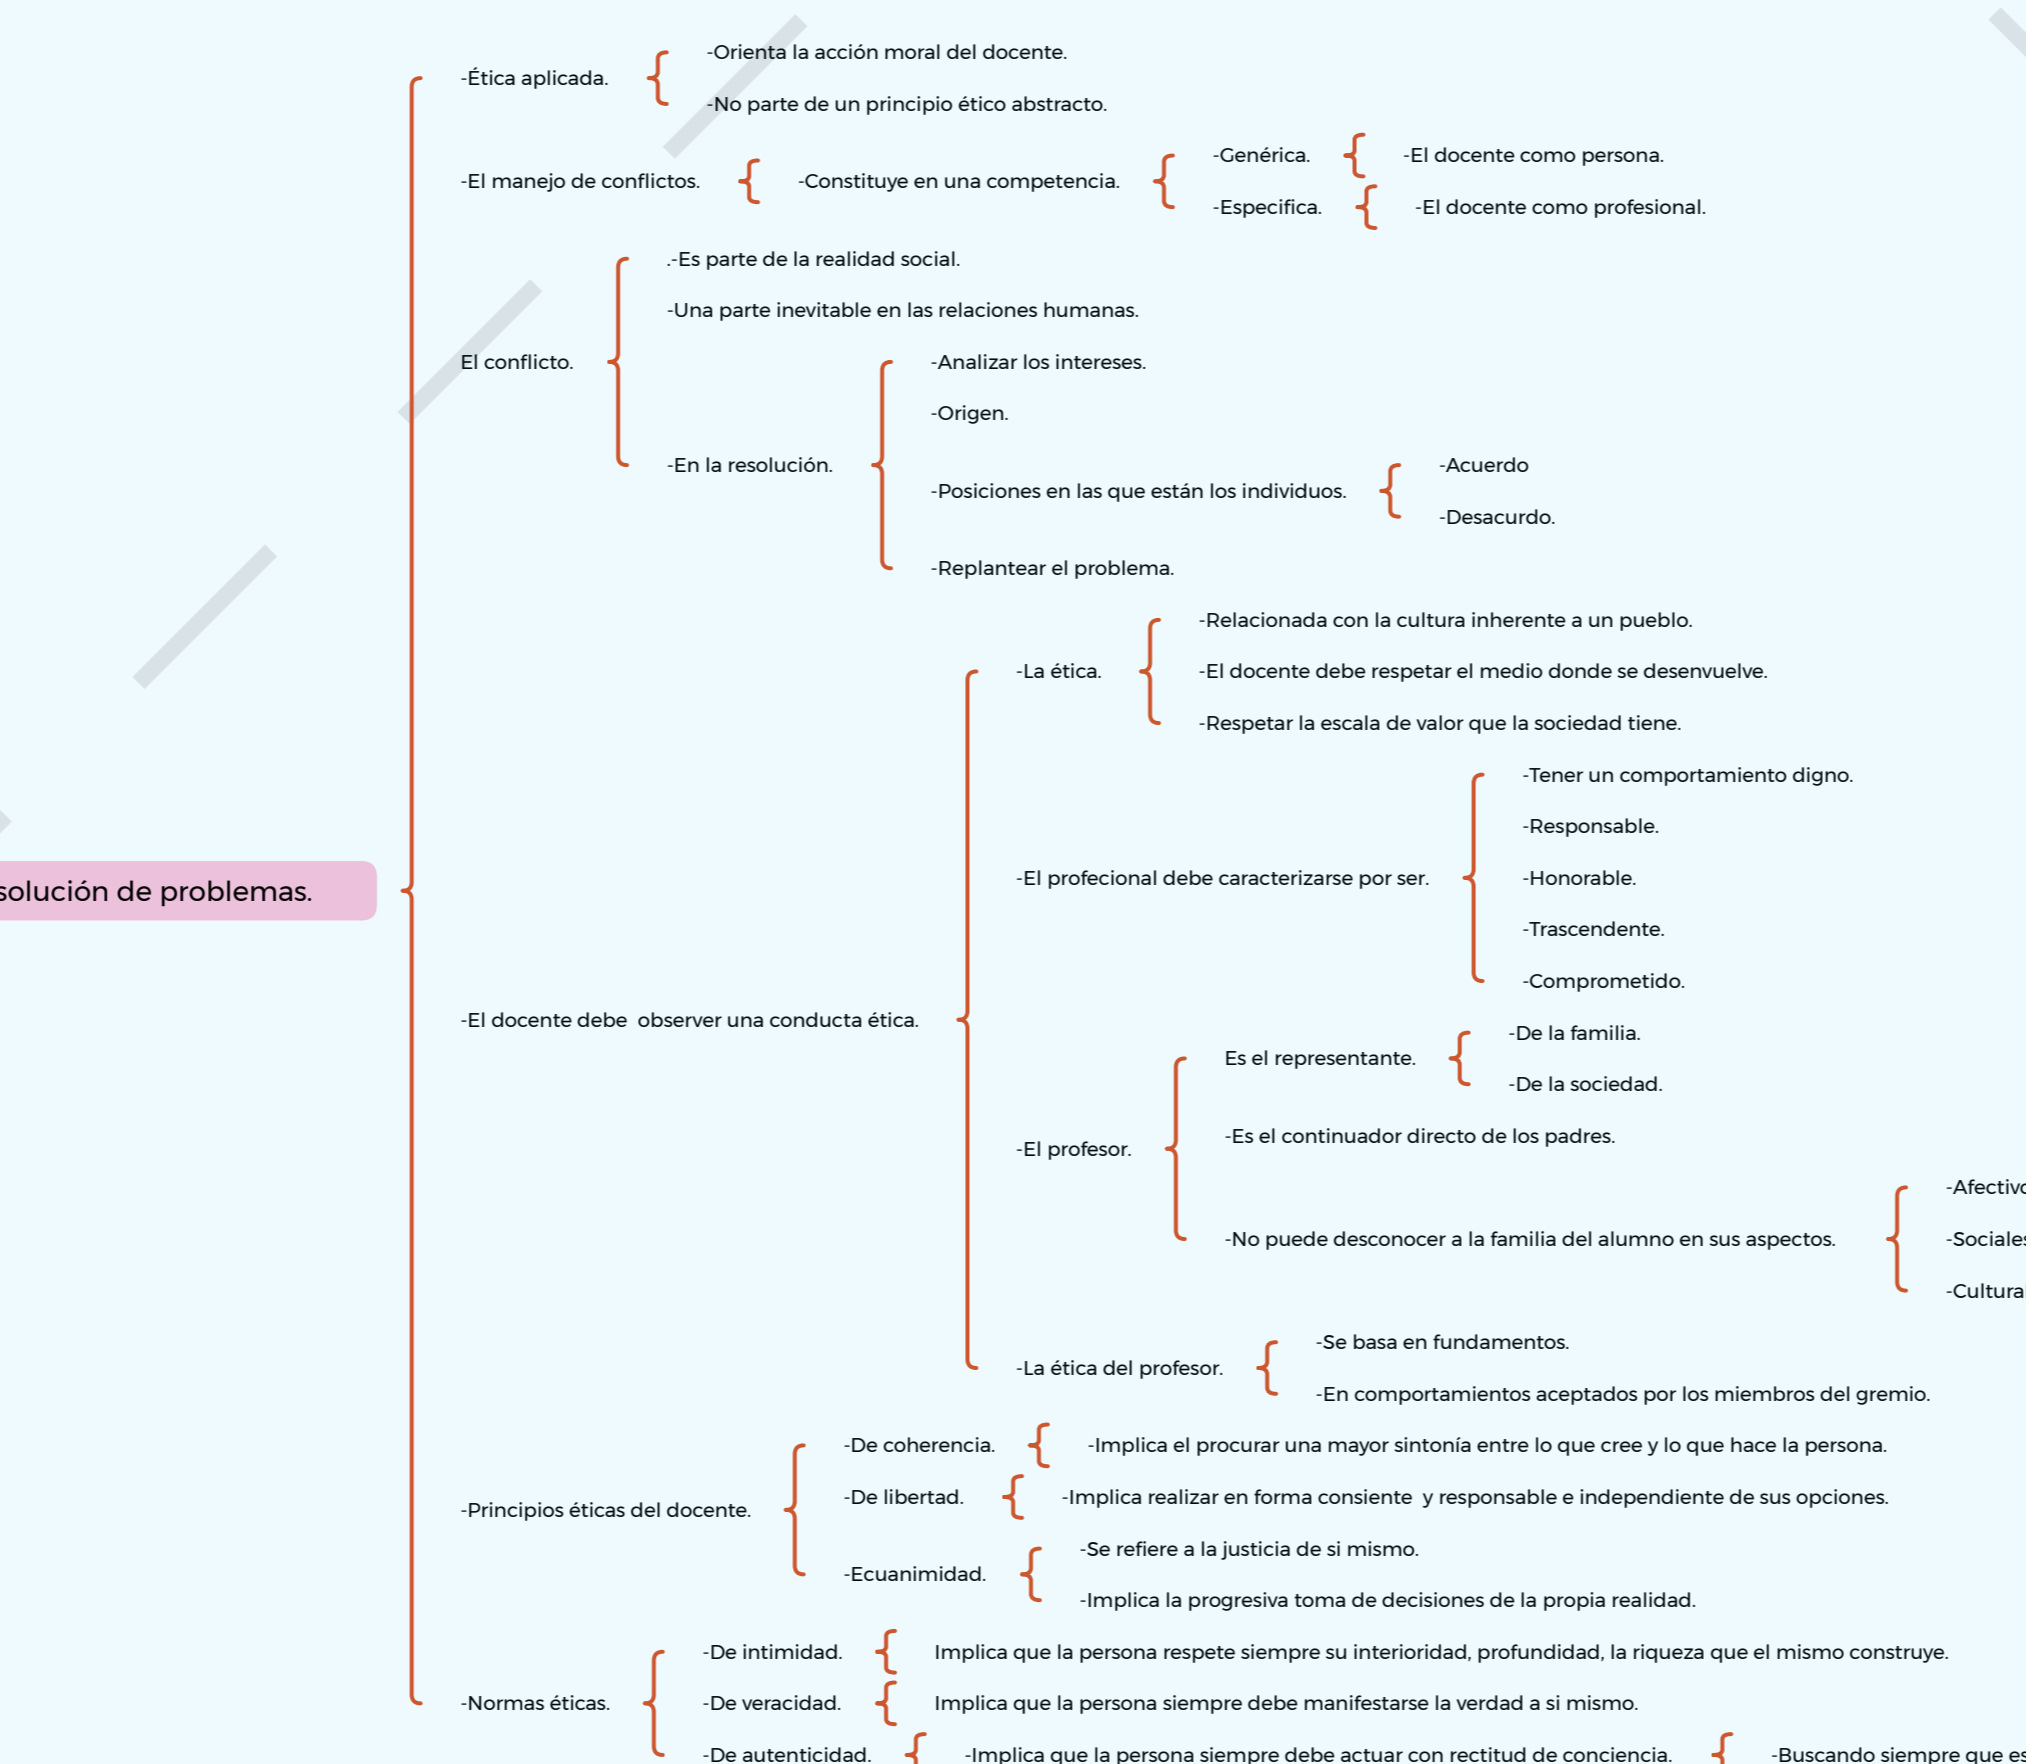 -Orienta la acción moral del docente.
-Ética aplicada.
-No parte de un principio ético abstracto.
-Genérica.
-El docente como persona.
-El manejo de conflictos.
-Constituye en una competencia.
-Especifica.
-El docente como profesional.
.-Es parte de la realidad social.
-Una parte inevitable en las relaciones humanas.
El conflicto.
-Analizar los intereses.
-Origen.
-En la resolución.
-Posiciones en las que están los individuos.
-Acuerdo
-Desacurdo.
-Replantear el problema.
-La ética.
-Relacionada con la cultura inherente a un pueblo.
-El docente debe respetar el medio donde se desenvuelve.
-Respetar la escala de valor que la sociedad tiene.
-El profecional debe caracterizarse por ser.
-Tener un comportamiento digno.
-Responsable.
-Honorable.
-Trascendente.
-Comprometido.
solución de problemas.
-El docente debe  observer una conducta ética.
-El profesor.
Es el representante.
-De la familia.
-De la sociedad.
-Es el continuador directo de los padres.
-No puede desconocer a la familia del alumno en sus aspectos.
-Afectivo
-Sociales
-Cultura
-La ética del profesor.
-Se basa en fundamentos.
-En comportamientos aceptados por los miembros del gremio.
-Principios éticas del docente.
-De coherencia.
-Implica el procurar una mayor sintonía entre lo que cree y lo que hace la persona.
-De libertad.
-Implica realizar en forma consiente  y responsable e independiente de sus opciones.
-Ecuanimidad.
-Se refiere a la justicia de si mismo.
-Implica la progresiva toma de decisiones de la propia realidad.
-Normas éticas.
-De intimidad.
Implica que la persona respete siempre su interioridad, profundidad, la riqueza que el mismo construye.
-De veracidad.
Implica que la persona siempre debe manifestarse la verdad a si mismo.
-De autenticidad.
-Implica que la persona siempre debe actuar con rectitud de conciencia.
-Buscando siempre que es